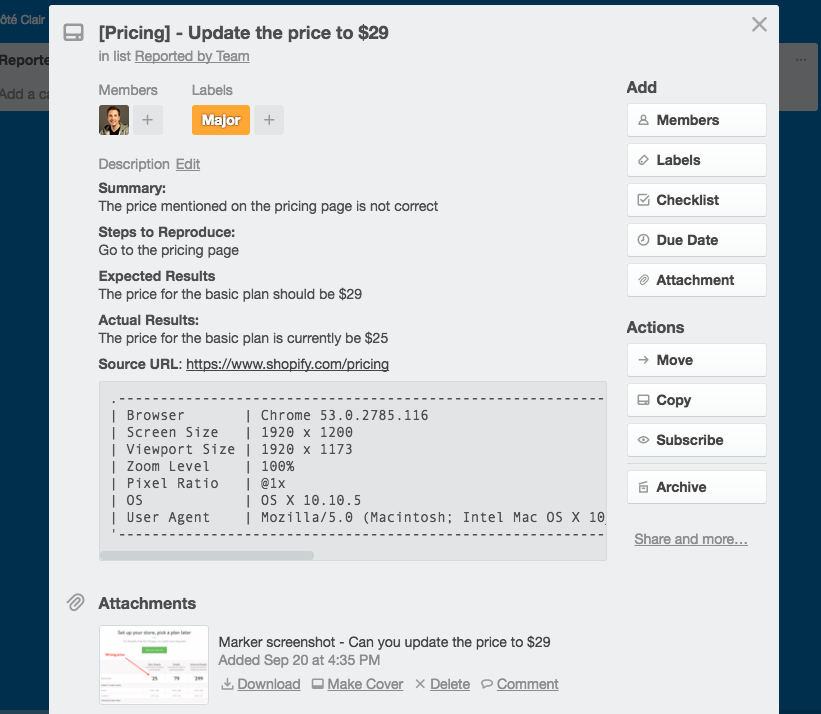 ôté Clair
[Pricing] - Update the price to $29
in list Reported by Team
Reporte
Add a ca
Members
Labels
+
Major
+
Description Edit
Summary:
The price mentioned on the pricing page is not correct
Steps to Reproduce:
Go to the pricing page
Expected Results
The price for the basic plan should be $29
Actual Results:
The price for the basic plan is currently be $25
Source URL: https://www.shopify.com/pricing
.-----------------------------------------------------------
| Browser | Chrome 53.0.2785.116
| Screen Size | 1920 x 1200
| Viewport Size | 1920 x 1173
| Zoom Level | 100%
| Pixel Ratio | @1x
| OS | OS X 10.10.5
| User Agent | Mozilla/5.0 (Macintosh; Intel Mac OS X 10_
'-----------------------------------------------------------
Attachments
Set up your store, pick a plan later
Wrong price
25 79 299
Marker screenshot - Can you update the price to $29
Added Sep 20 at 4:35 PM
Download Make Cover Delete Comment
Add
Members
Labels
Checklist
Due Date
Attachment
Actions
Move
Copy
Subscribe
Archive
Share and more…